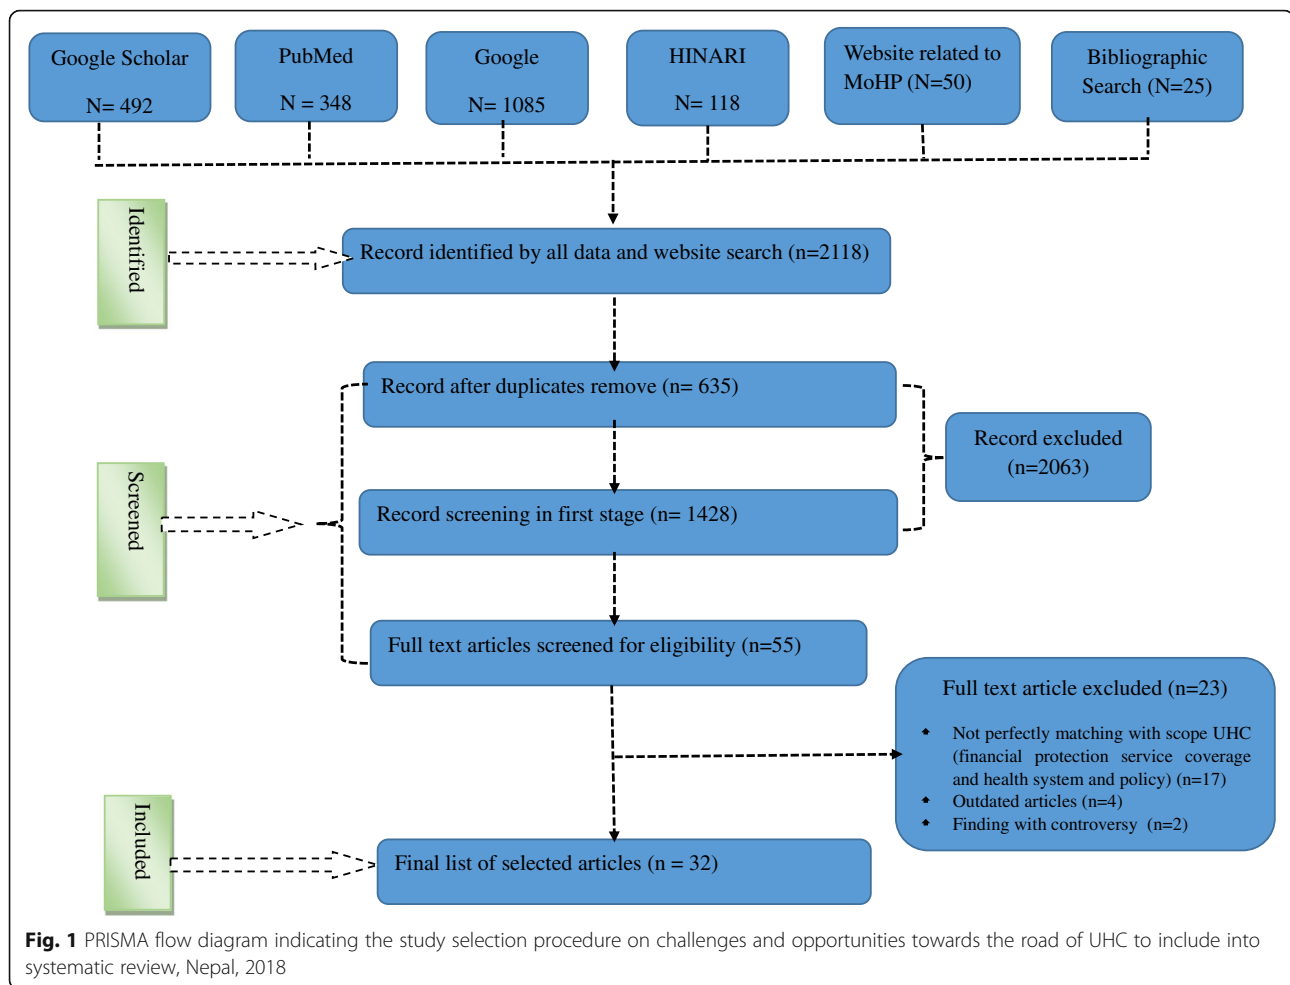 Google Scholar
N= 492
PubMed
N = 348
Google
N= 1085
HINARI
N= 118
Website related to
MoHP (N=50)
Bibliographic
Search (N=25)
Identified
Record identified by all data and website search (n=2118)
Record after duplicates remove (n= 635)
Record excluded
(n=2063)
Screened
Record screening in first stage (n= 1428)
Full text articles screened for eligibility (n=55)
Full text article excluded (n=23)
Not perfectly matching with scope UHC
(financial protection service coverage
and health system and policy) (n=17)
Outdated articles (n=4)
Finding with controversy (n=2)
Included
Final list of selected articles (n = 32)
Fig. 1 PRISMA flow diagram indicating the study selection procedure on challenges and opportunities towards the road of UHC to include into
systematic review, Nepal, 2018